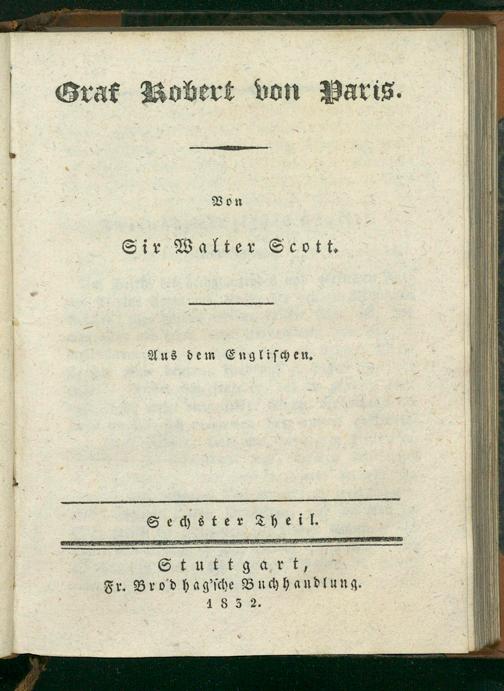 Graf Robert von Paris.
Von
Sir Walter Scott.
Aus dem Englischen.
Sechster Theil.
Stuttgart,
Fr. Brodhag'sche Buchhandlung.
1832.